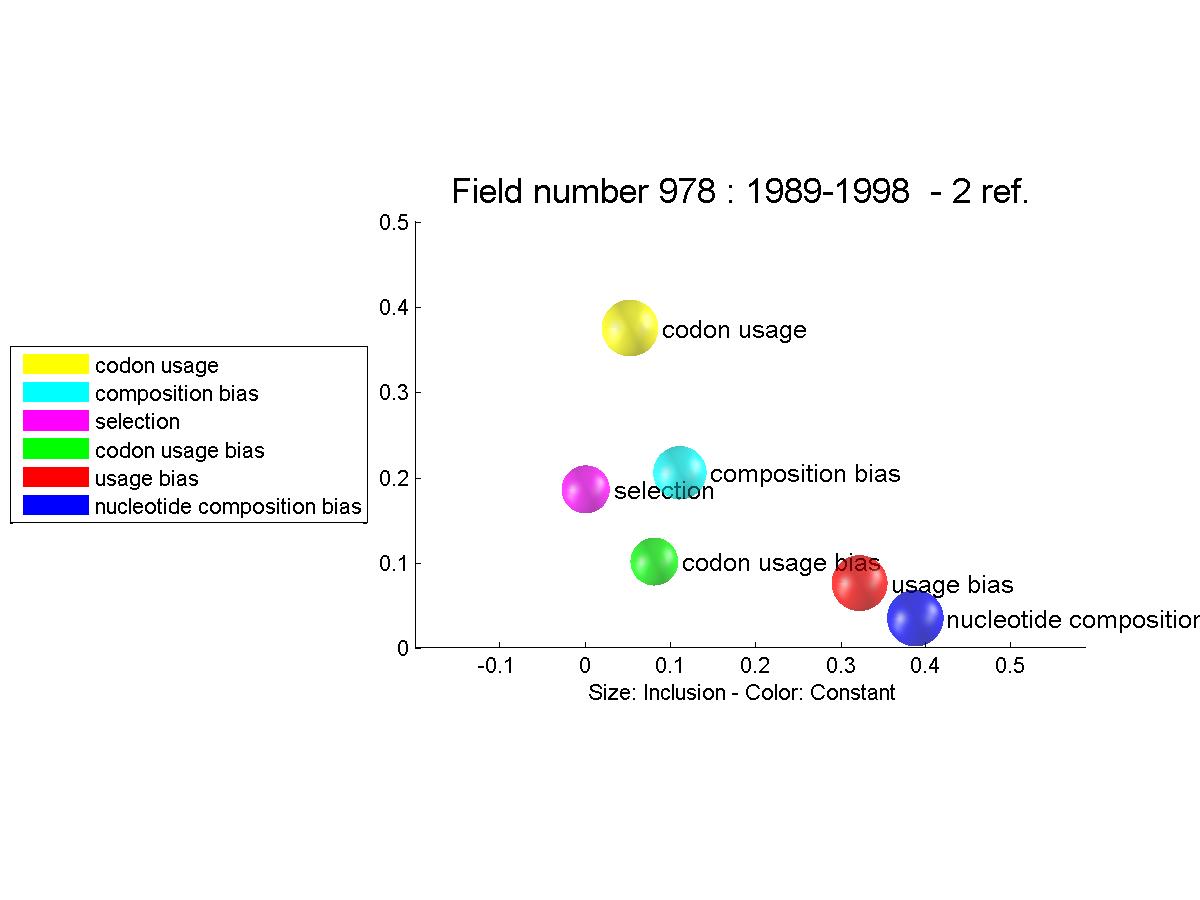 Field number 978 : 1989-1998 - 2 ref.
0.5
0.4
0.3
0.2
0.1
0
codon usage
composition bias
selection
codon usage bias
usage bias
nucleotide composition
-0.1 0 0.1 0.2 0.3 0.4 0.5
Size: Inclusion - Color: Constant
codon usage
composition bias
selection
codon usage bias
usage bias
nucleotide composition bias